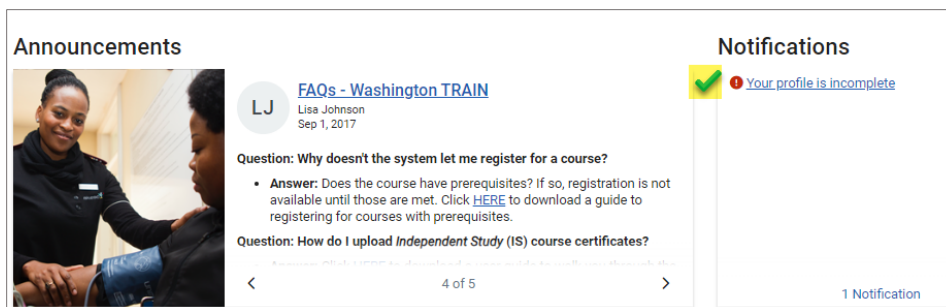 Announcements
Notifications
LJ
FAQs - Washington TRAIN
Lisa Johnson
Sep 1, 2017
Question: Why doesn't the system let me register for a course?
• Answer: Does the course have prerequisites? If so, registration is not
available until those are met. Click HERE to download a guide to
registering for courses with prerequisites.
Question: How do I upload Independent Study (IS) course certificates?
4 of 5
Your profile is incomplete
1 Notification